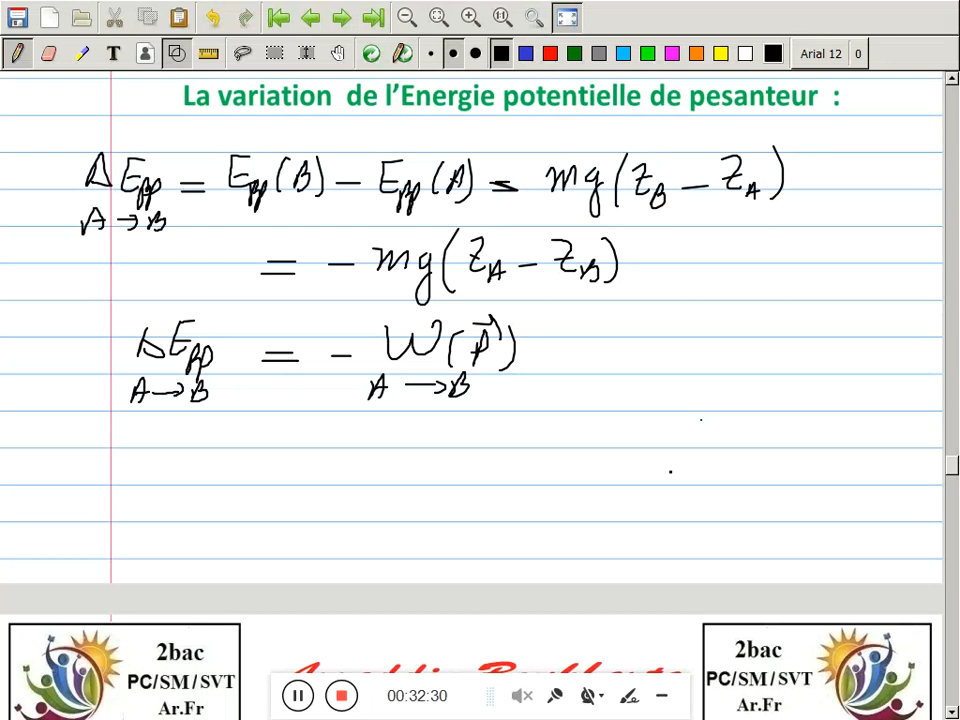 Arial 12 0
La variation de l'Energie potentielle de pesanteur :
ΔEpp = Epp(B) − Epp(A) = mg(ZB − ZA)
A→B
= − mg(ZA − ZB)
ΔEpp = − W(P⃗)
A→B A→B
2bac
PC/SM/SVT
Ar.Fr
2bac
PC/SM/SVT
Ar.Fr
00:32:30